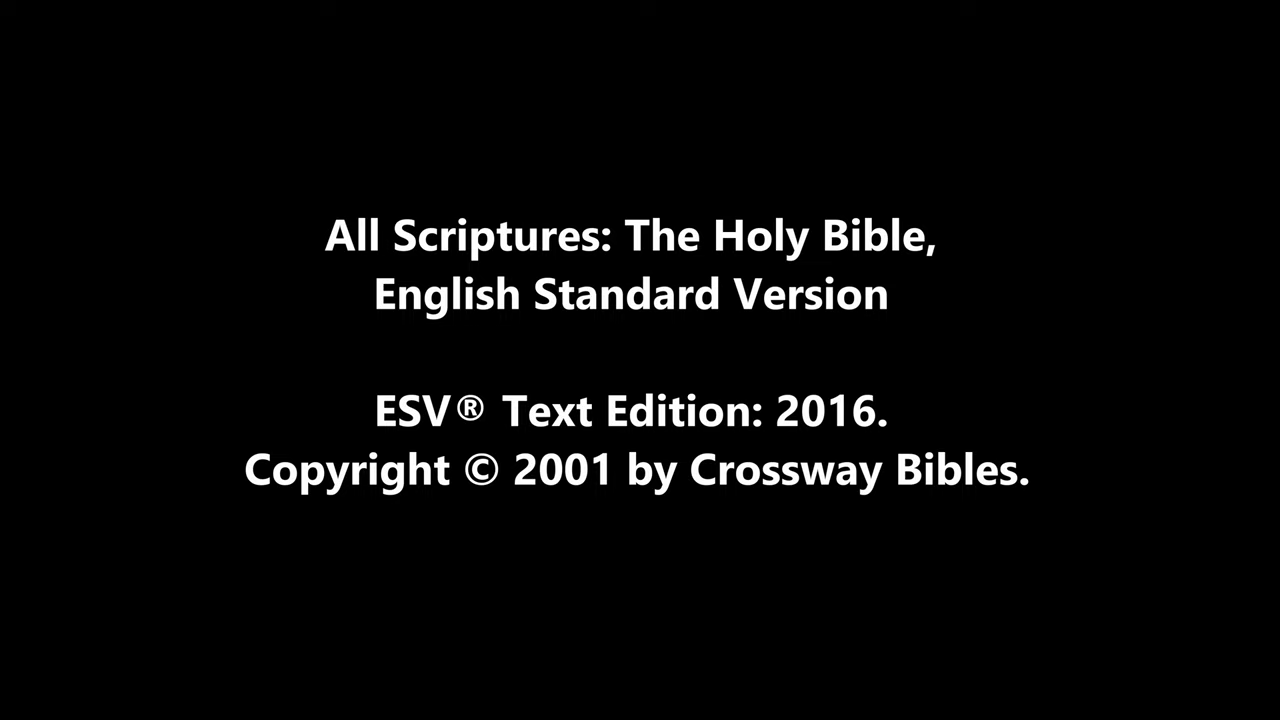 All Scriptures: The Holy Bible,
English Standard Version
ESV® Text Edition: 2016.
Copyright © 2001 by Crossway Bibles.